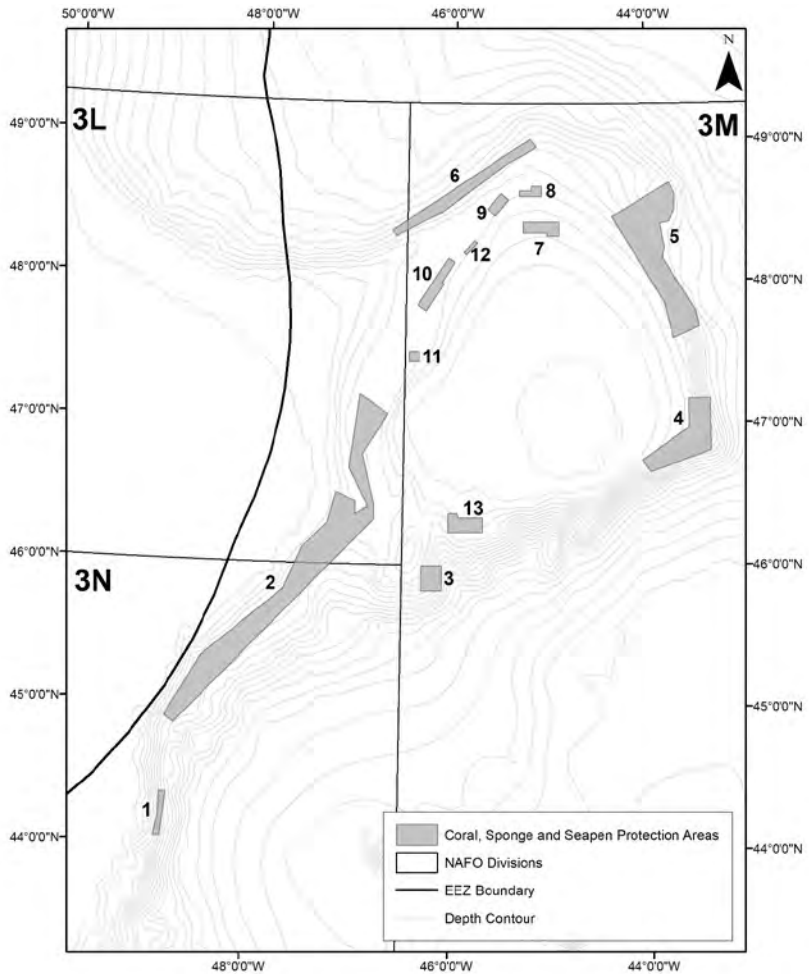 50°0'0"W 48°0'0"W 46°0'0"W 44°0'0"W
N
49°0'0"N 3L 3M 49°0'0"N
6
8
9
7
5
12
48°0'0"N 48°0'0"N
10
11
47°0'0"N 4 47°0'0"N
13
46°0'0"N 46°0'0"N
3N 2 3
45°0'0"N 45°0'0"N
1
44°0'0"N 44°0'0"N
Coral, Sponge and Seapen Protection Areas
NAFO Divisions
EEZ Boundary
Depth Contour
48°0'0"W 46°0'0"W 44°0'0"W